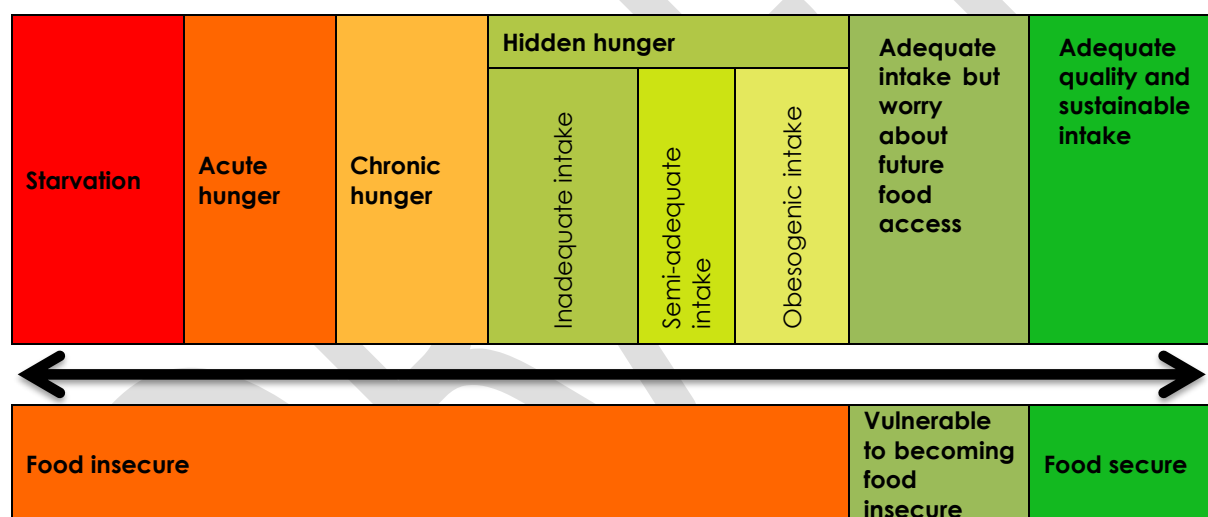 Starvation
Acute
hunger
Chronic
hunger
Hidden hunger
Inadequate intake
Semi-adequate
intake
Obesogenic intake
Adequate
intake but
worry
about
future
food
access
Adequate
quality and
sustainable
intake
Food insecure
Vulnerable
to becoming
food
insecure
Food secure